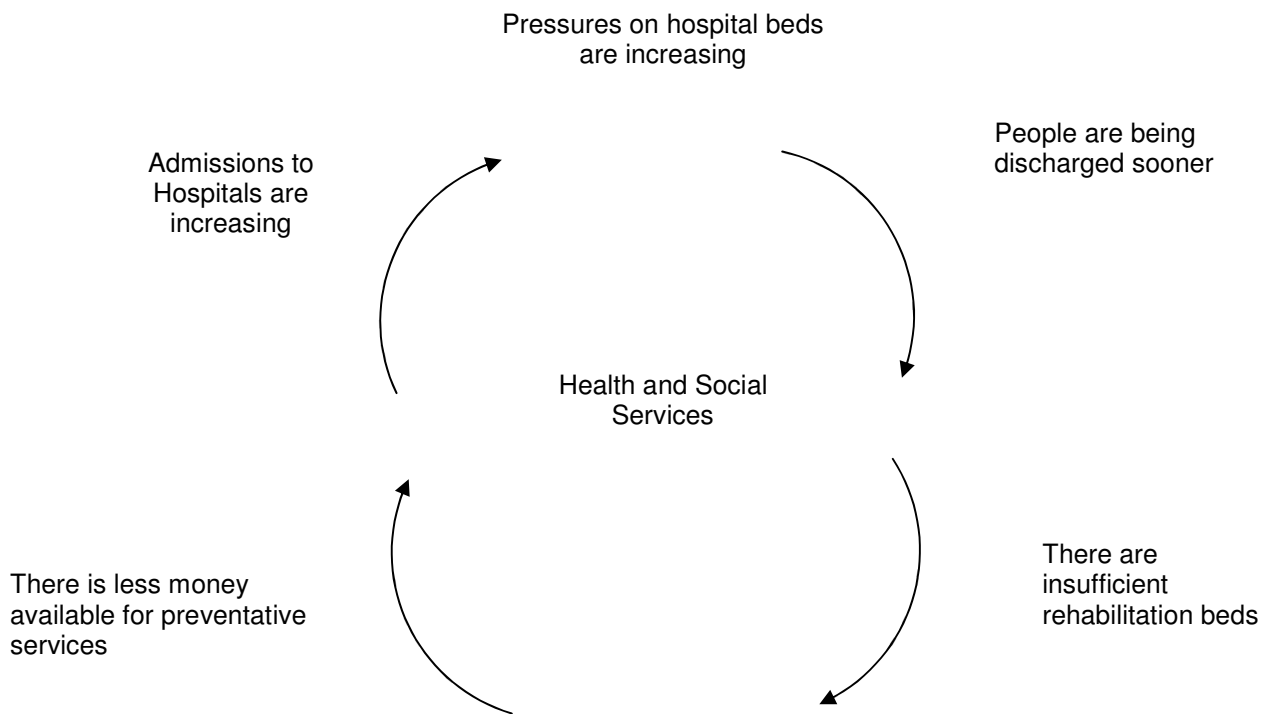 Pressures on hospital beds
are increasing
People are being
discharged sooner
Admissions to
Hospitals are
increasing
Health and Social
Services
There are
insufficient
rehabilitation beds
There is less money
available for preventative
services